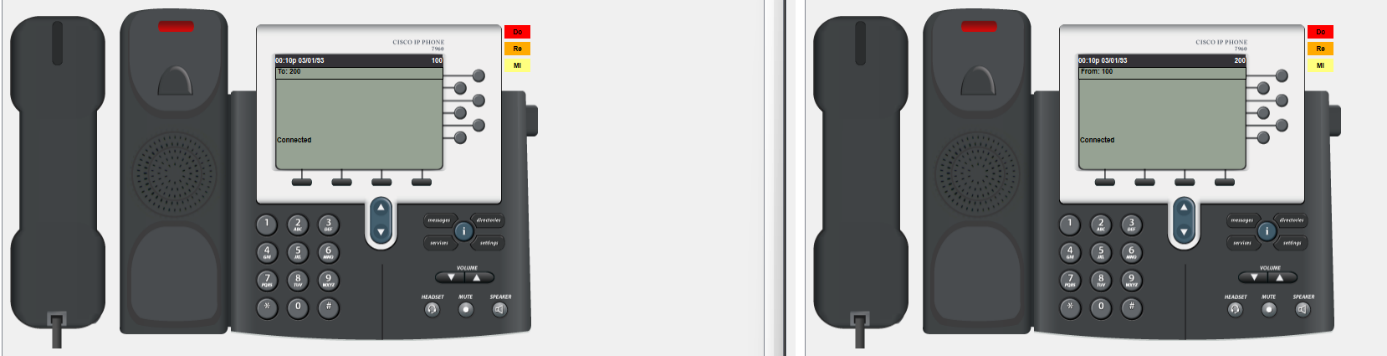 CISCO IP PHONE
7960
Do
Re
Mi
00:10p 03/01/93 100
To: 200
Connected
1
2 ABC
3 DEF
4 GHI
5 JKL
6 MNO
7 PQRS
8 TUV
9 WXYZ
*
0
#
messages
directories
i
services
settings
VOLUME
HEADSET
MUTE
SPEAKER
CISCO IP PHONE
7960
Do
Re
Mi
00:10p 03/01/93 200
From: 100
Connected
1
2 ABC
3 DEF
4 GHI
5 JKL
6 MNO
7 PQRS
8 TUV
9 WXYZ
*
0
#
messages
directories
i
services
settings
VOLUME
HEADSET
MUTE
SPEAKER